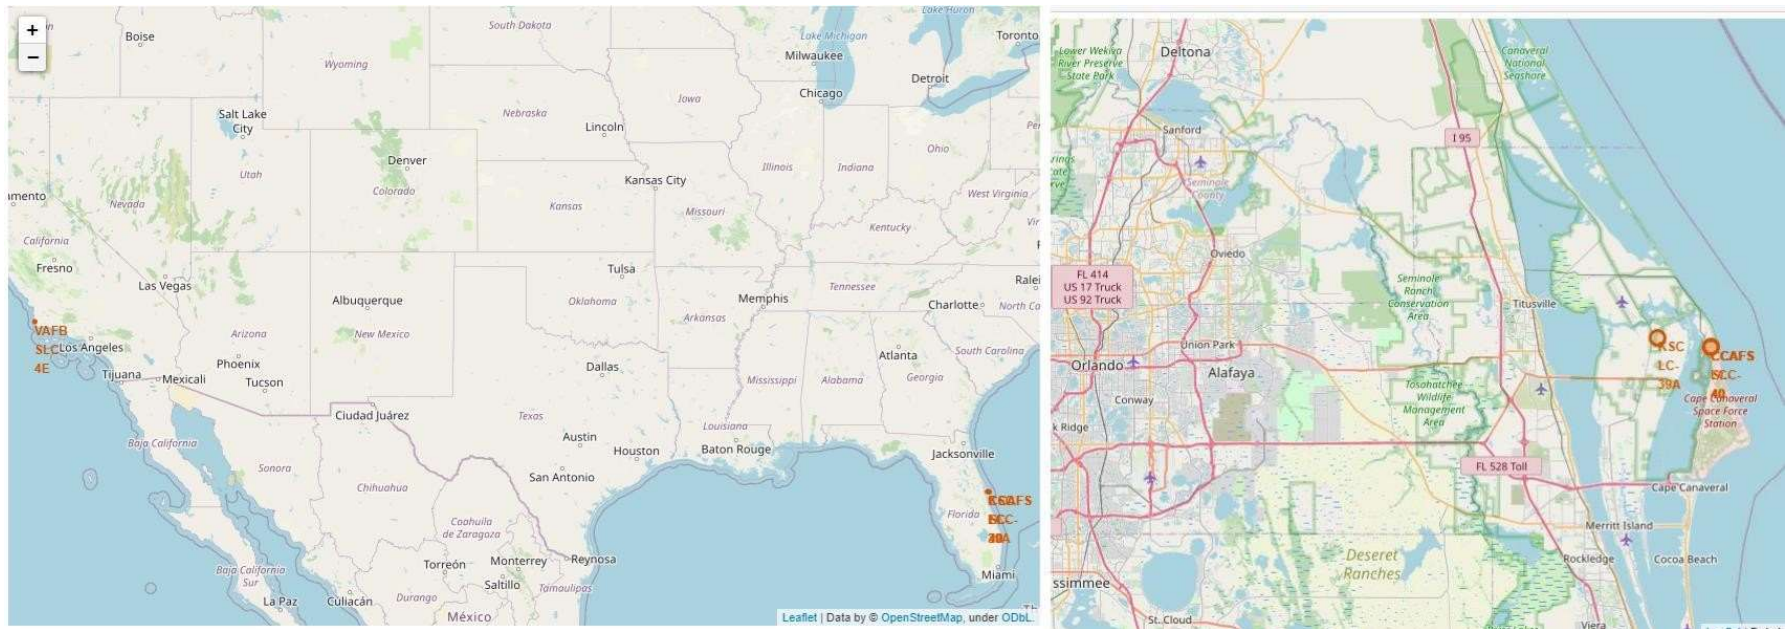 +
−
Boise
South Dakota
Lake Huron
Wyoming
Lake Michigan
Toronto
Milwaukee
Detroit
Chicago
Iowa
Salt Lake
City
Nebraska
Lincoln
Ohio
Denver
Illinois
Indiana
Utah
Kansas City
Colorado
West Virginia
Nevada
Kansas
Missouri
Kentucky
California
Fresno
Las Vegas
Tulsa
Albuquerque
Memphis
Tennessee
Charlotte
Oklahoma
VAFB
SLC
4E
Los Angeles
Arizona
New Mexico
Arkansas
Phoenix
Atlanta
South Carolina
Tijuana
Mexicali
Tucson
Dallas
Mississippi
Alabama
Georgia
Ciudad Juárez
Texas
Louisiana
Baja California
Austin
Houston
Baton Rouge
Jacksonville
Sonora
San Antonio
Chihuahua
CCAFS
Florida
Coahuila
de Zaragoza
Monterrey
Reynosa
Torreón
Miami
Baja California
Sur
Saltillo
Tamaulipas
Durango
La Paz
Culiacán
México
Leaflet | Data by © OpenStreetMap, under ODbL.
Lower Wekiva
River Preserve
State Park
Deltona
Canaveral
National
Seashore
Sanford
I 95
Seminole
County
Oviedo
FL 414
US 17 Truck
US 92 Truck
Seminole
Ranch
Conservation
Area
Titusville
Union Park
KSC
LC-
39A
CCAFS
40
Orlando
Alafaya
Tosohatchee
Wildlife
Management
Area
Conway
Cape Canaveral
Space Force
Station
k Ridge
FL 528 Toll
Cape Canaveral
Merritt Island
Deseret
Ranches
Rockledge
Cocoa Beach
ssimmee
St. Cloud
Viera